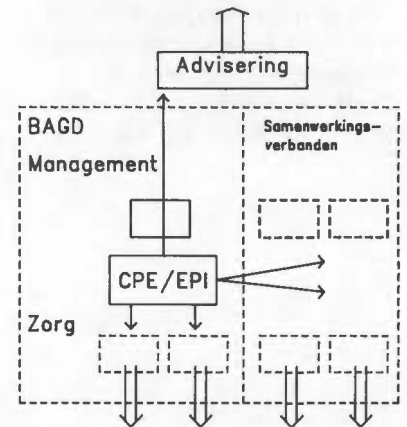 Advisering
BAGD
Management
Samenwerkings-
verbanden
CPE/EPI
Zorg